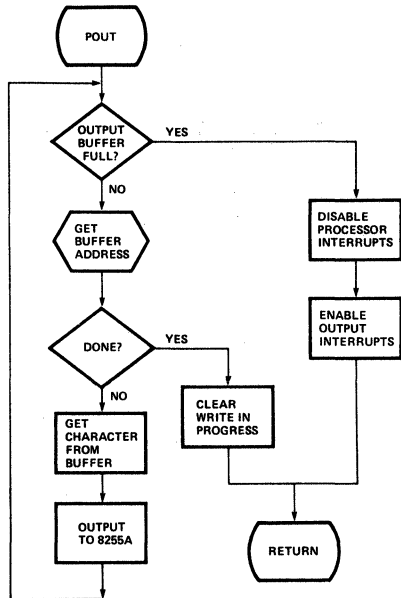 POUT
OUTPUT
BUFFER
FULL?
YES
NO
DISABLE
PROCESSOR
INTERRUPTS
GET
BUFFER
ADDRESS
ENABLE
OUTPUT
INTERRUPTS
DONE?
YES
NO
CLEAR
WRITE IN
PROGRESS
GET
CHARACTER
FROM
BUFFER
OUTPUT
TO 8255A
RETURN